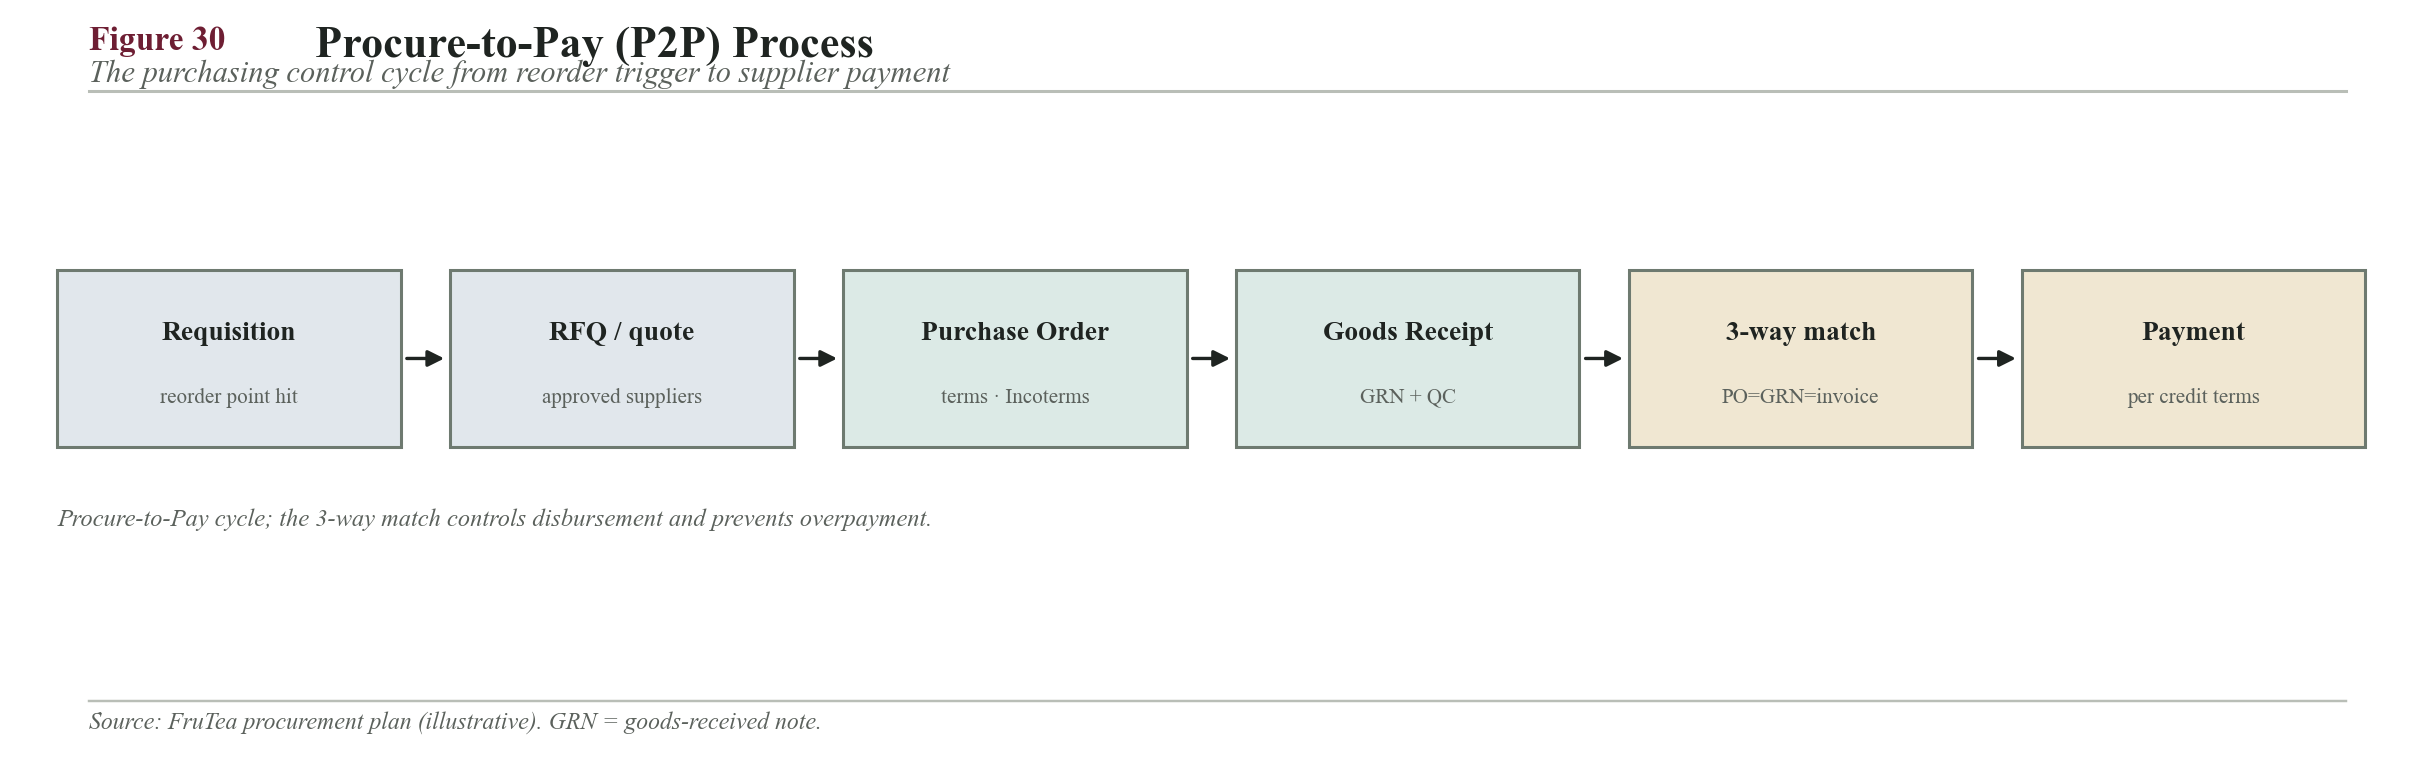 Figure 30 Procure-to-Pay (P2P) Process
The purchasing control cycle from reorder trigger to supplier payment
Requisition
reorder point hit
RFQ / quote
approved suppliers
Purchase Order
terms · Incoterms
Goods Receipt
GRN + QC
3-way match
PO=GRN=invoice
Payment
per credit terms
Procure-to-Pay cycle; the 3-way match controls disbursement and prevents overpayment.
Source: FruTea procurement plan (illustrative). GRN = goods-received note.